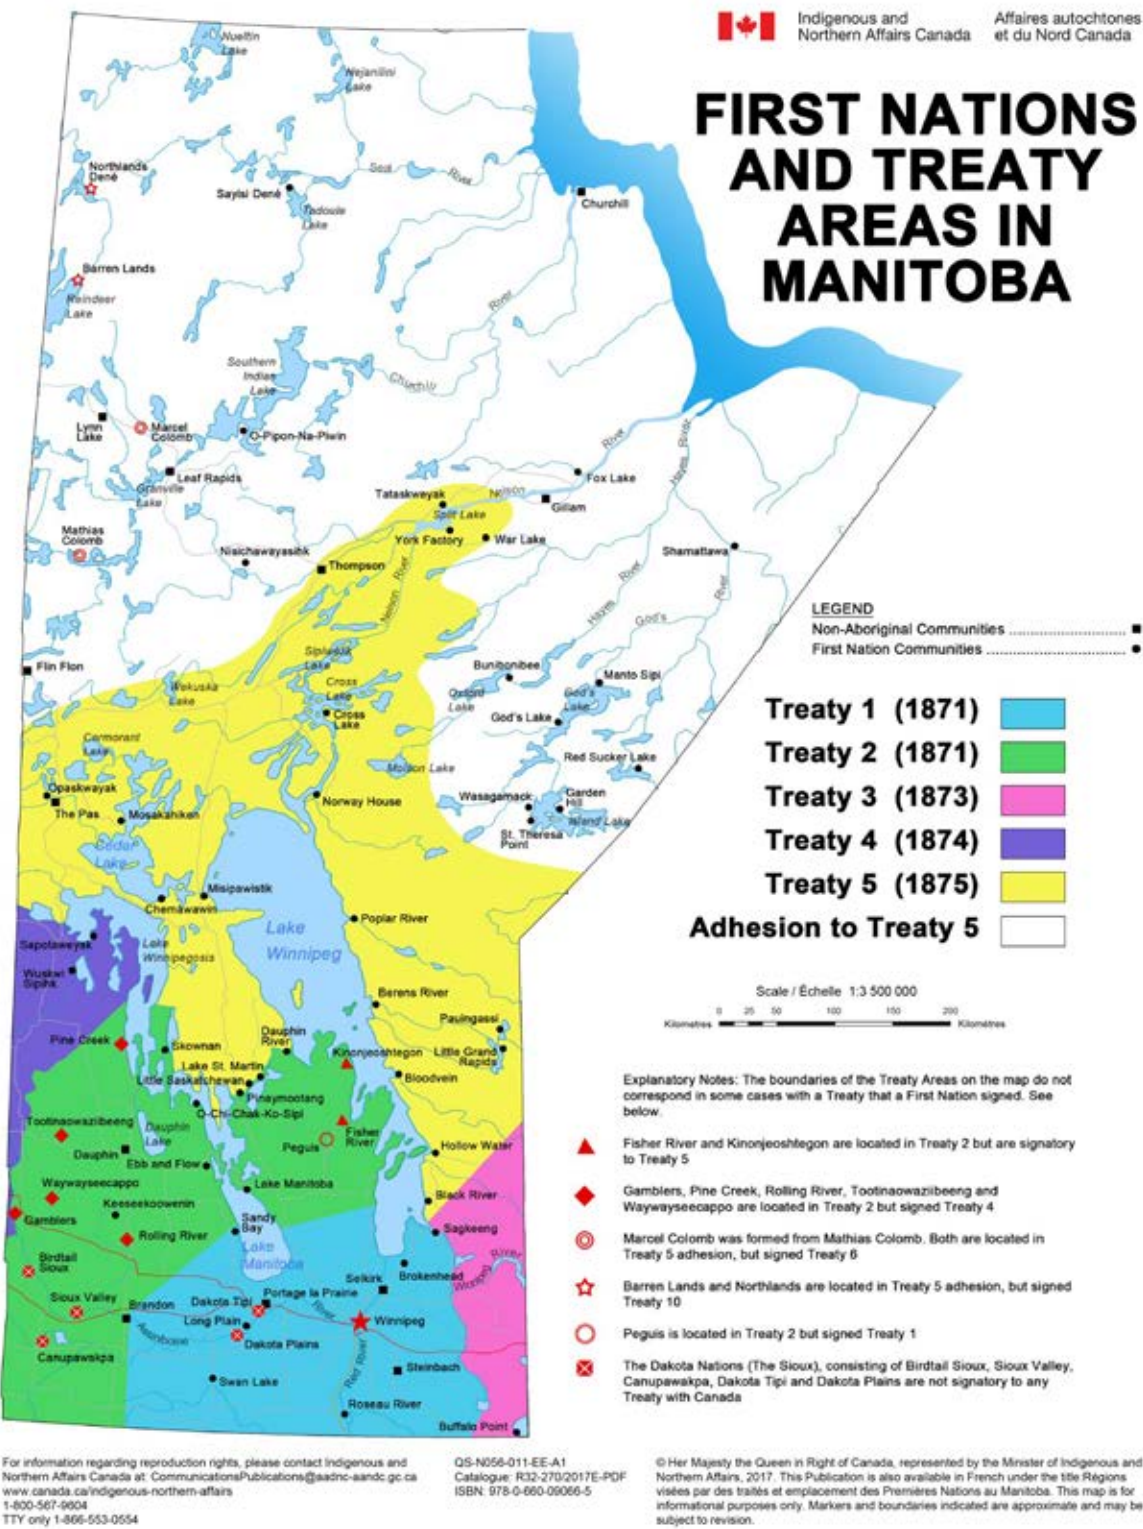 Indigenous and
Northern Affairs Canada
Affaires autochtones
et du Nord Canada
FIRST NATIONS
AND TREATY
AREAS IN
MANITOBA
Nueltin
Lake
Nejanilini
Lake
Northlands
Dené
Seal
River
Sayisi Dené
Tadoule
Lake
Churchill
Barren Lands
Reindeer
Lake
River
Southern
Indian
Lake
Churchill
Lynn
Lake
Marcel
Colomb
O-Pipon-Na-Piwin
River
Hayes River
Leaf Rapids
Granville
Lake
Fox Lake
Tataskweyak
Nelson
Gillam
Split Lake
Mathias
Colomb
York Factory
War Lake
Nisichawayasihk
Shamattawa
Thompson
Nelson River
Hayes River
River
God's
LEGEND
Non-Aboriginal Communities
First Nation Communities
Flin Flon
Sipiwesk
Lake
Bunibonibee
Manto Sipi
Wekuska
Lake
Cross
Lake
Oxford
Lake
God's
Lake
Cross
Lake
God's Lake
Treaty 1 (1871)
Cormorant
Lake
Red Sucker Lake
Treaty 2 (1871)
Molson Lake
Opaskwayak
The Pas
Mosakahiken
Norway House
Wasagamack
Garden
Hill
Island Lake
St. Theresa
Point
Treaty 3 (1873)
Cedar
Lake
Treaty 4 (1874)
Misipawistik
Chemawawin
Treaty 5 (1875)
Poplar River
Adhesion to Treaty 5
Lake
Winnipeg
Sapotaweyak
Lake
Winnipegosis
Wuskwi
Sipihk
Scale / Échelle 1:3 500 000
0 25 50 100 150 200
Kilometres
Kilomètres
Berens River
Pauingassi
Pine Creek
Skownan
Dauphin
River
Kinonjeoshtegon
Little Grand
Rapids
Lake St. Martin
Little Saskatchewan
Bloodvein
Pinaymootang
O-Chi-Chak-Ko-Sipi
Tootinaowaziibeeng
Dauphin
Lake
Fisher
River
Peguis
Dauphin
Ebb and Flow
Hollow Water
Waywayseecappo
Lake Manitoba
Keeseekoowenin
Black River
Gamblers
Sandy
Bay
Rolling River
Sagkeeng
Birdtail
Sioux
Lake
Manitoba
Winnipeg River
Selkirk
Brokenhead
Sioux Valley
Portage la Prairie
Brandon
Dakota Tipi
River
Long Plain
Winnipeg
Assiniboine
Dakota Plains
Canupawakpa
Red River
Steinbach
Swan Lake
Roseau River
Buffalo Point
Explanatory Notes: The boundaries of the Treaty Areas on the map do not
correspond in some cases with a Treaty that a First Nation signed. See
below.
Fisher River and Kinonjeoshtegon are located in Treaty 2 but are signatory
to Treaty 5
Gamblers, Pine Creek, Rolling River, Tootinaowaziibeeng and
Waywayseecappo are located in Treaty 2 but signed Treaty 4
Marcel Colomb was formed from Mathias Colomb. Both are located in
Treaty 5 adhesion, but signed Treaty 6
Barren Lands and Northlands are located in Treaty 5 adhesion, but signed
Treaty 10
Peguis is located in Treaty 2 but signed Treaty 1
The Dakota Nations (The Sioux), consisting of Birdtail Sioux, Sioux Valley,
Canupawakpa, Dakota Tipi and Dakota Plains are not signatory to any
Treaty with Canada
For information regarding reproduction rights, please contact Indigenous and
Northern Affairs Canada at: CommunicationsPublications@aadnc-aandc.gc.ca
www.canada.ca/indigenous-northern-affairs
1-800-567-9604
TTY only 1-866-553-0554
QS-N056-011-EE-A1
Catalogue: R32-270/2017E-PDF
ISBN: 978-0-660-09066-5
© Her Majesty the Queen in Right of Canada, represented by the Minister of Indigenous and
Northern Affairs, 2017. This Publication is also available in French under the title Régions
visées par des traités et emplacement des Premières Nations au Manitoba. This map is for
informational purposes only. Markers and boundaries indicated are approximate and may be
subject to revision.